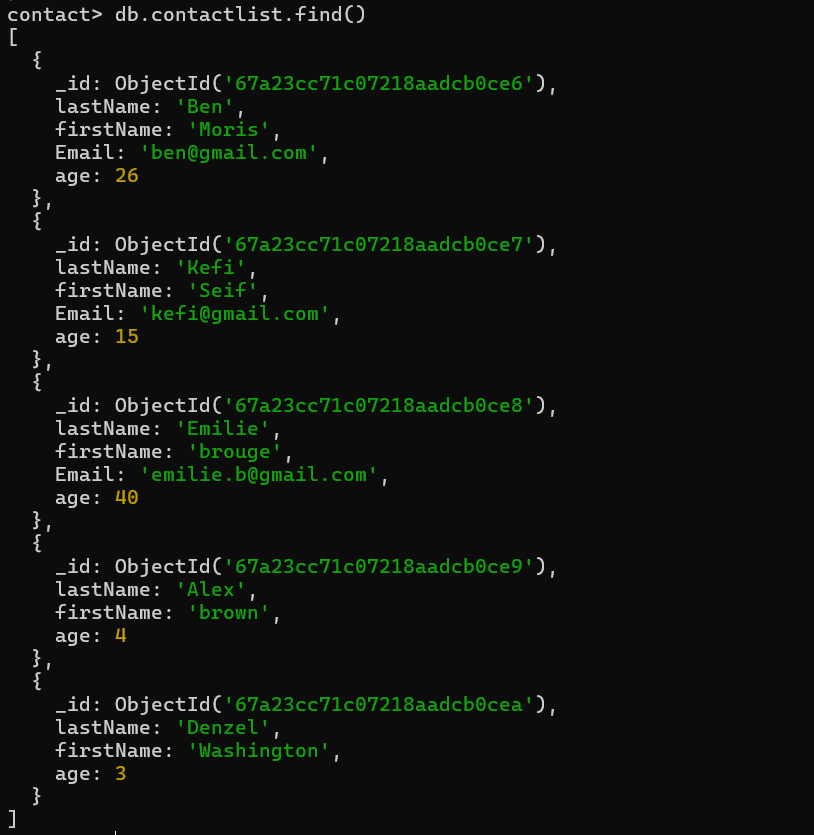 contact> db.contactlist.find()
[
  {
    _id: ObjectId('67a23cc71c07218aadcb0ce6'),
    lastName: 'Ben',
    firstName: 'Moris',
    Email: 'ben@gmail.com',
    age: 26
  },
  {
    _id: ObjectId('67a23cc71c07218aadcb0ce7'),
    lastName: 'Kefi',
    firstName: 'Seif',
    Email: 'kefi@gmail.com',
    age: 15
  },
  {
    _id: ObjectId('67a23cc71c07218aadcb0ce8'),
    lastName: 'Emilie',
    firstName: 'brouge',
    Email: 'emilie.b@gmail.com',
    age: 40
  },
  {
    _id: ObjectId('67a23cc71c07218aadcb0ce9'),
    lastName: 'Alex',
    firstName: 'brown',
    age: 4
  },
  {
    _id: ObjectId('67a23cc71c07218aadcb0cea'),
    lastName: 'Denzel',
    firstName: 'Washington',
    age: 3
  }
]